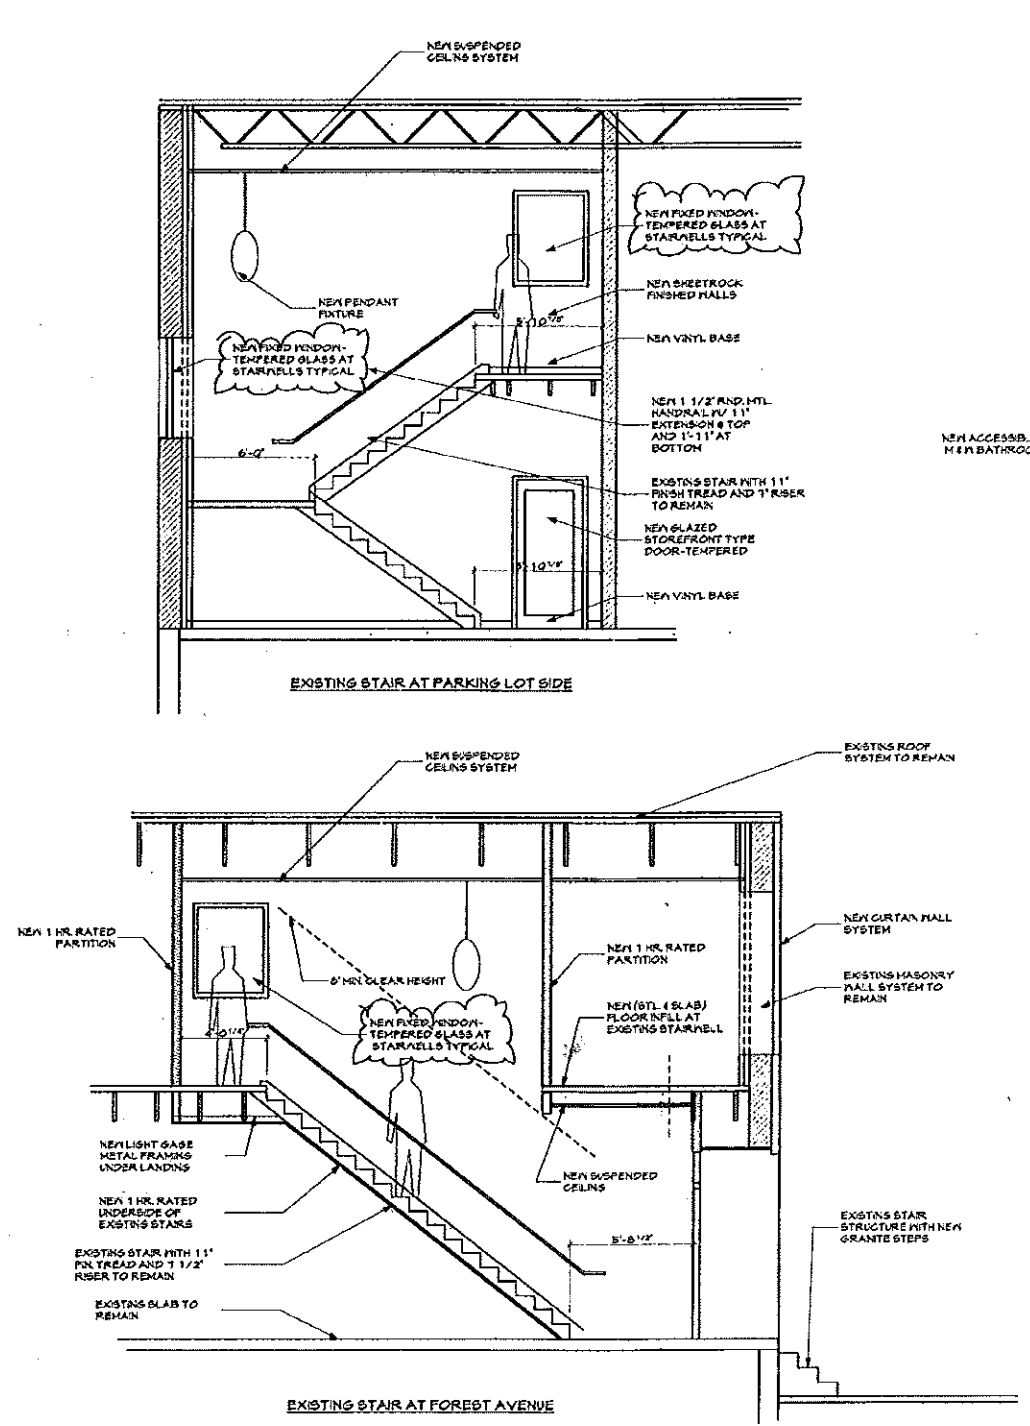 NEW SUSPENDED
CEILING SYSTEM
NEW FIXED WINDOW-
TEMPERED GLASS AT
STAIRWELLS TYPICAL
NEW SHEETROCK
FINISHED WALLS
NEW PENDANT
FIXTURE
5'-10 7/8"
NEW VINYL BASE
NEW FIXED WINDOW-
TEMPERED GLASS AT
STAIRWELLS TYPICAL
NEW 1 1/2" RND. MTL.
HANDRAIL W/ 11"
EXTENSION @ TOP
AND 1'-11" AT
BOTTOM
NEW ACCESSIB
M & W BATHROO
6'-0"
EXISTING STAIR WITH 11"
FINISH TREAD AND 7" RISER
TO REMAIN
NEW GLAZED
STOREFRONT TYPE
DOOR-TEMPERED
NEW VINYL BASE
EXISTING STAIR AT PARKING LOT SIDE
EXISTING ROOF
SYSTEM TO REMAIN
NEW SUSPENDED
CEILING SYSTEM
NEW 1 HR. RATED
PARTITION
NEW CURTAIN WALL
SYSTEM
NEW 1 HR. RATED
PARTITION
6' MIN. CLEAR HEIGHT
EXISTING MASONRY
WALL SYSTEM TO
REMAIN
NEW (STL & SLAB)
FLOOR INFILL AT
EXISTING STAIRWELL
NEW FIXED WINDOW-
TEMPERED GLASS AT
STAIRWELLS TYPICAL
NEW LIGHT GAGE
METAL FRAMING
UNDER LANDING
NEW SUSPENDED
CEILING
NEW 1 HR. RATED
UNDERSIDE OF
EXISTING STAIRS
EXISTING STAIR
STRUCTURE WITH NEW
GRANITE STEPS
5'-8 1/2"
EXISTING STAIR WITH 11"
FIN. TREAD AND 7 1/2"
RISER TO REMAIN
EXISTING SLAB TO
REMAIN
EXISTING STAIR AT FOREST AVENUE